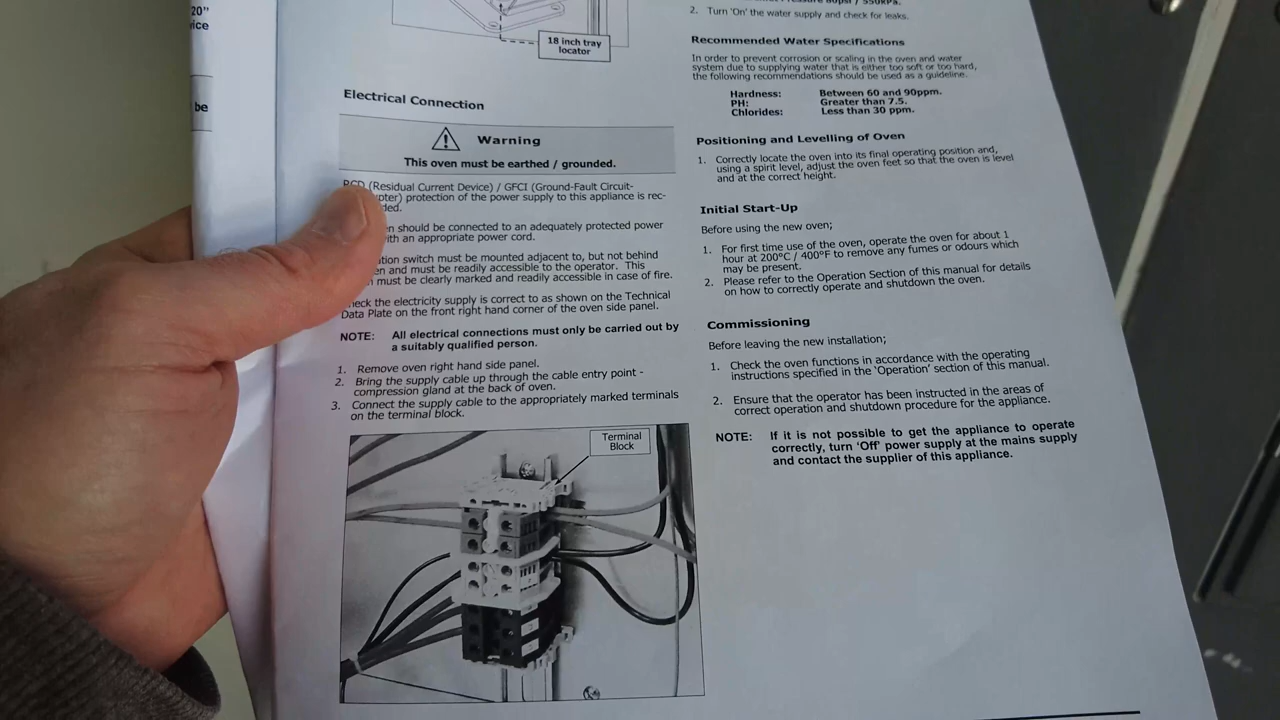 20"
ice
be
18 inch tray
locator
Electrical Connection
Warning
This oven must be earthed / grounded.
RCD (Residual Current Device) / GFCI (Ground-Fault Circuit-
pter) protection of the power supply to this appliance is rec-
ded.
n should be connected to an adequately protected power
ith an appropriate power cord.
tion switch must be mounted adjacent to, but not behind
en and must be readily accessible to the operator. This
must be clearly marked and readily accessible in case of fire.
eck the electricity supply is correct to as shown on the Technical
Data Plate on the front right hand corner of the oven side panel.
NOTE: All electrical connections must only be carried out by
a suitably qualified person.
1. Remove oven right hand side panel.
2. Bring the supply cable up through the cable entry point -
compression gland at the back of oven.
3. Connect the supply cable to the appropriately marked terminals
on the terminal block.
Terminal
Block
80psi / 550kPa.
2. Turn 'On' the water supply and check for leaks.
Recommended Water Specifications
In order to prevent corrosion or scaling in the oven and water
system due to supplying water that is either too soft or too hard,
the following recommendations should be used as a guideline.
Hardness: Between 60 and 90ppm.
PH: Greater than 7.5.
Chlorides: Less than 30 ppm.
Positioning and Levelling of Oven
1. Correctly locate the oven into its final operating position and,
using a spirit level, adjust the oven feet so that the oven is level
and at the correct height.
Initial Start-Up
Before using the new oven;
1. For first time use of the oven, operate the oven for about 1
hour at 200°C / 400°F to remove any fumes or odours which
may be present.
2. Please refer to the Operation Section of this manual for details
on how to correctly operate and shutdown the oven.
Commissioning
Before leaving the new installation;
1. Check the oven functions in accordance with the operating
instructions specified in the 'Operation' section of this manual.
2. Ensure that the operator has been instructed in the areas of
correct operation and shutdown procedure for the appliance.
NOTE: If it is not possible to get the appliance to operate
correctly, turn 'Off' power supply at the mains supply
and contact the supplier of this appliance.